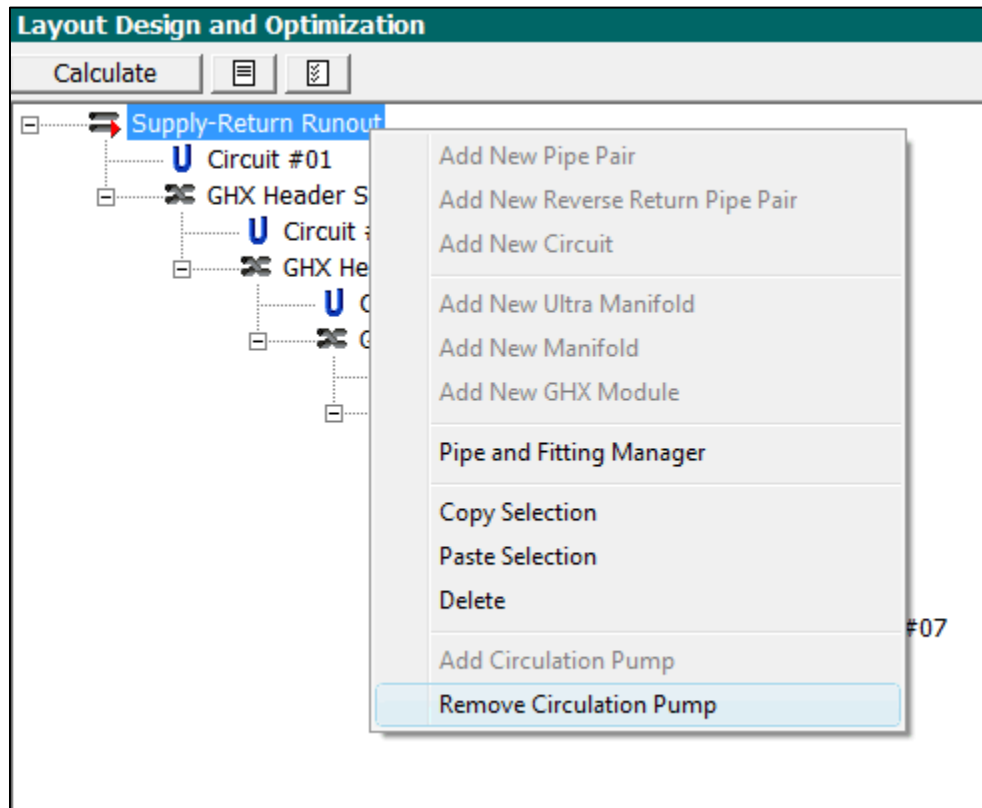 Layout Design and Optimization
Calculate
Supply-Return Runout
Circuit #01
GHX Header S
Circuit #
GHX He
C
G
#07
Add New Pipe Pair
Add New Reverse Return Pipe Pair
Add New Circuit
Add New Ultra Manifold
Add New Manifold
Add New GHX Module
Pipe and Fitting Manager
Copy Selection
Paste Selection
Delete
Add Circulation Pump
Remove Circulation Pump